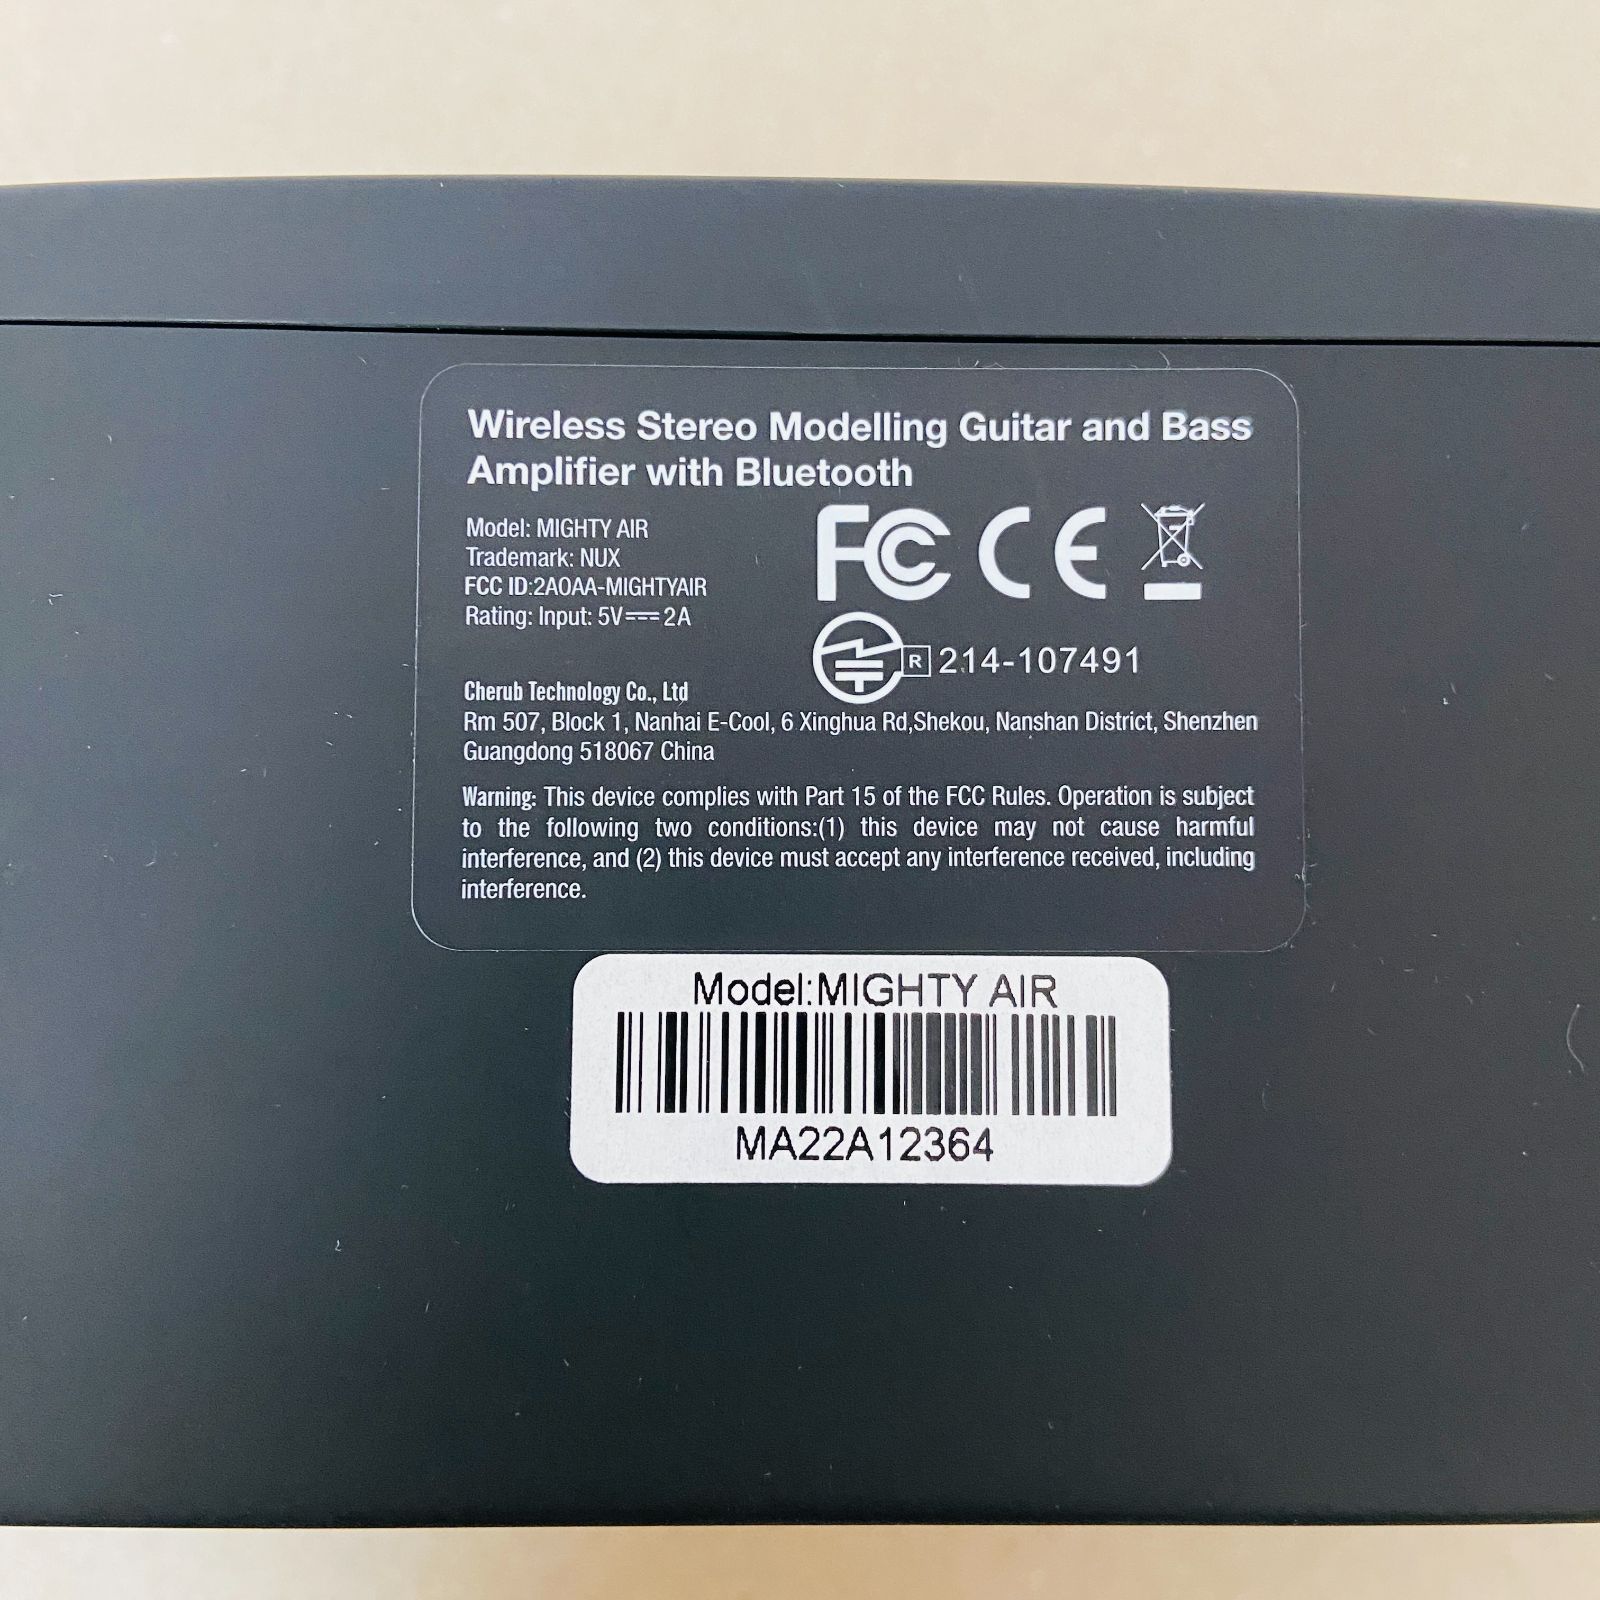 Wireless Stereo Modelling Guitar and Bass
Amplifier with Bluetooth
Model: MIGHTY AIR
Trademark: NUX
FCC ID:2AOAA-MIGHTYAIR
Rating: Input: 5V⎓2A
FC CE
R 214-107491
Cherub Technology Co., Ltd
Rm 507, Block 1, Nanhai E-Cool, 6 Xinghua Rd,Shekou, Nanshan District, Shenzhen
Guangdong 518067 China
Warning: This device complies with Part 15 of the FCC Rules. Operation is subject
to the following two conditions:(1) this device may not cause harmful
interference, and (2) this device must accept any interference received, including
interference.
Model:MIGHTY AIR
MA22A12364